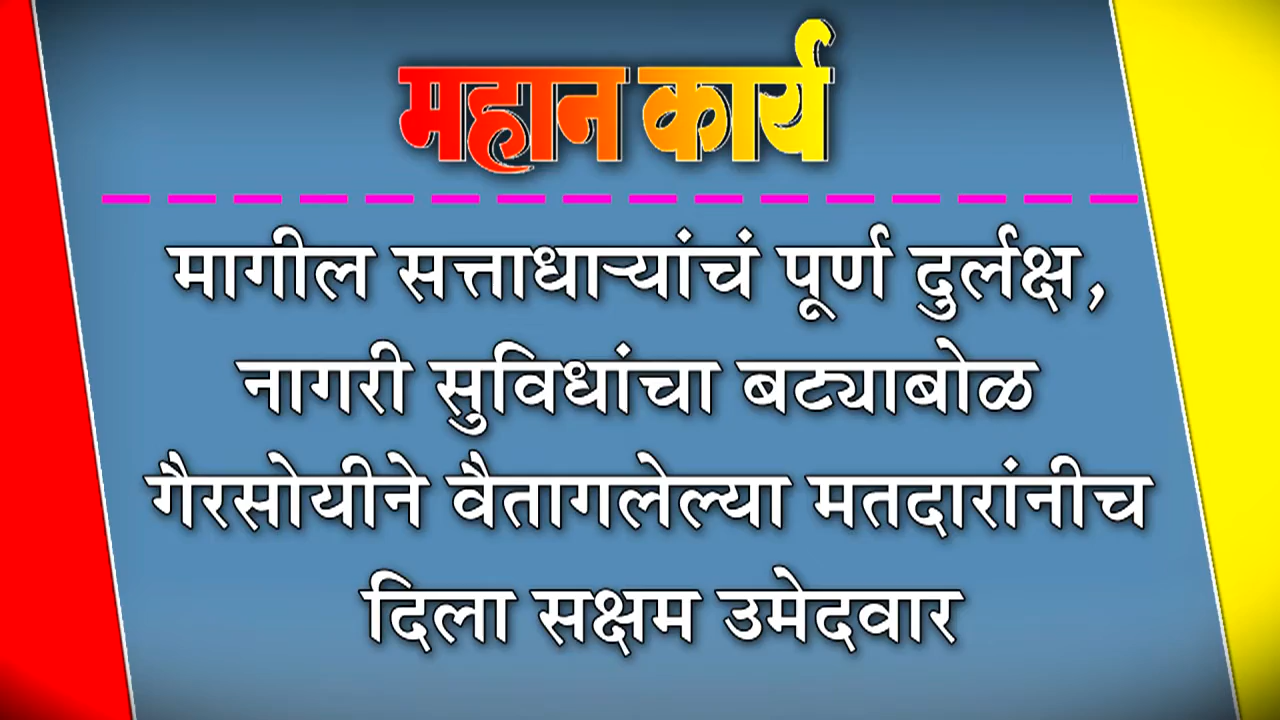 महान कार्य
मागील सत्ताधाऱ्यांचं पूर्ण दुर्लक्ष,
नागरी सुविधांचा बट्याबोळ
गैरसोयीने वैतागलेल्या मतदारांनीच
दिला सक्षम उमेदवार